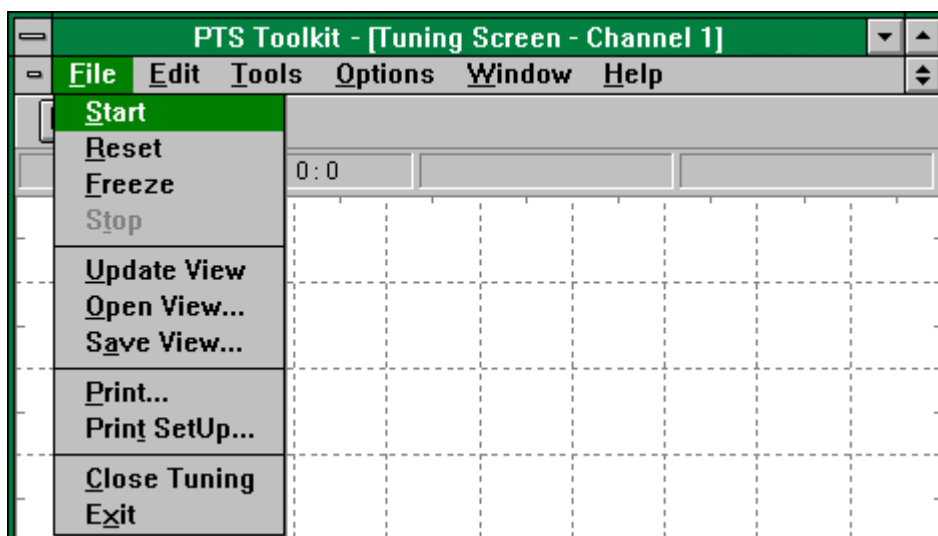 PTS Toolkit - [Tuning Screen - Channel 1]
File Edit Tools Options Window Help
Start
Reset
0:0
Freeze
Stop
Update View
Open View...
Save View...
Print...
Print SetUp...
Close Tuning
Exit